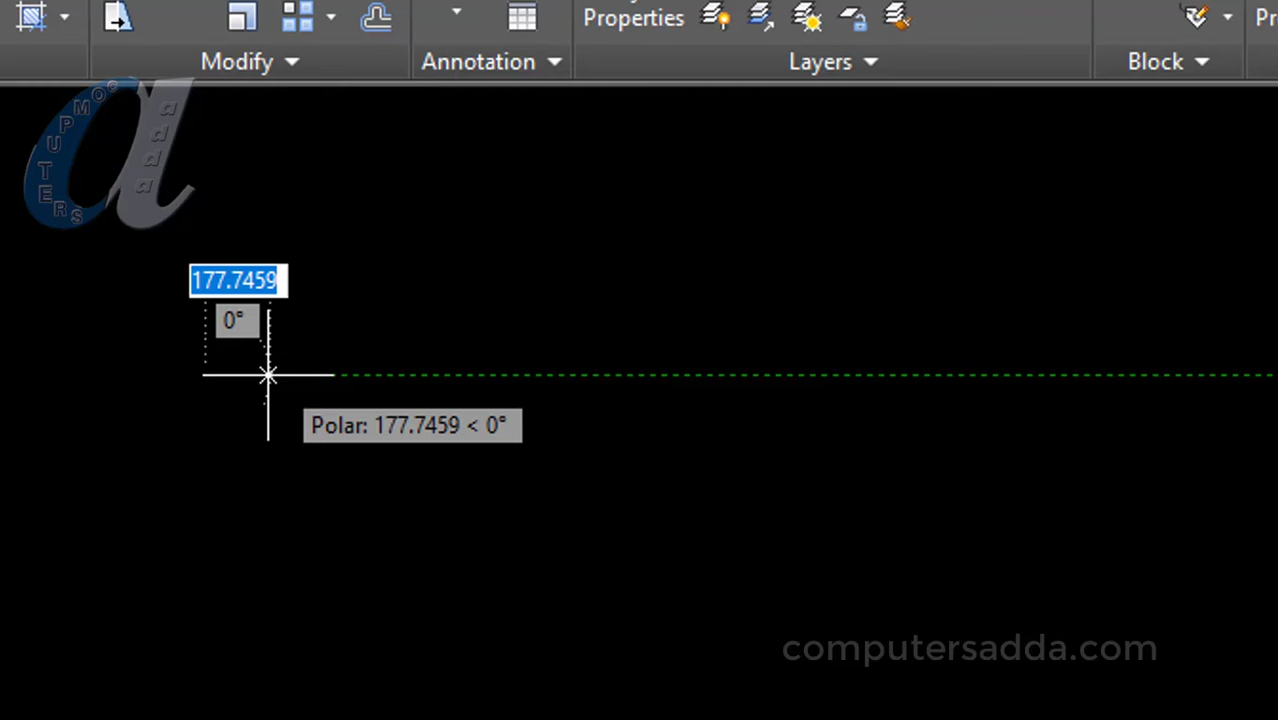 Properties
Pr
Modify
Annotation
Layers
Block
COMPUTERS
adda
177.7459
0°
Polar: 177.7459 < 0°
computersadda.com